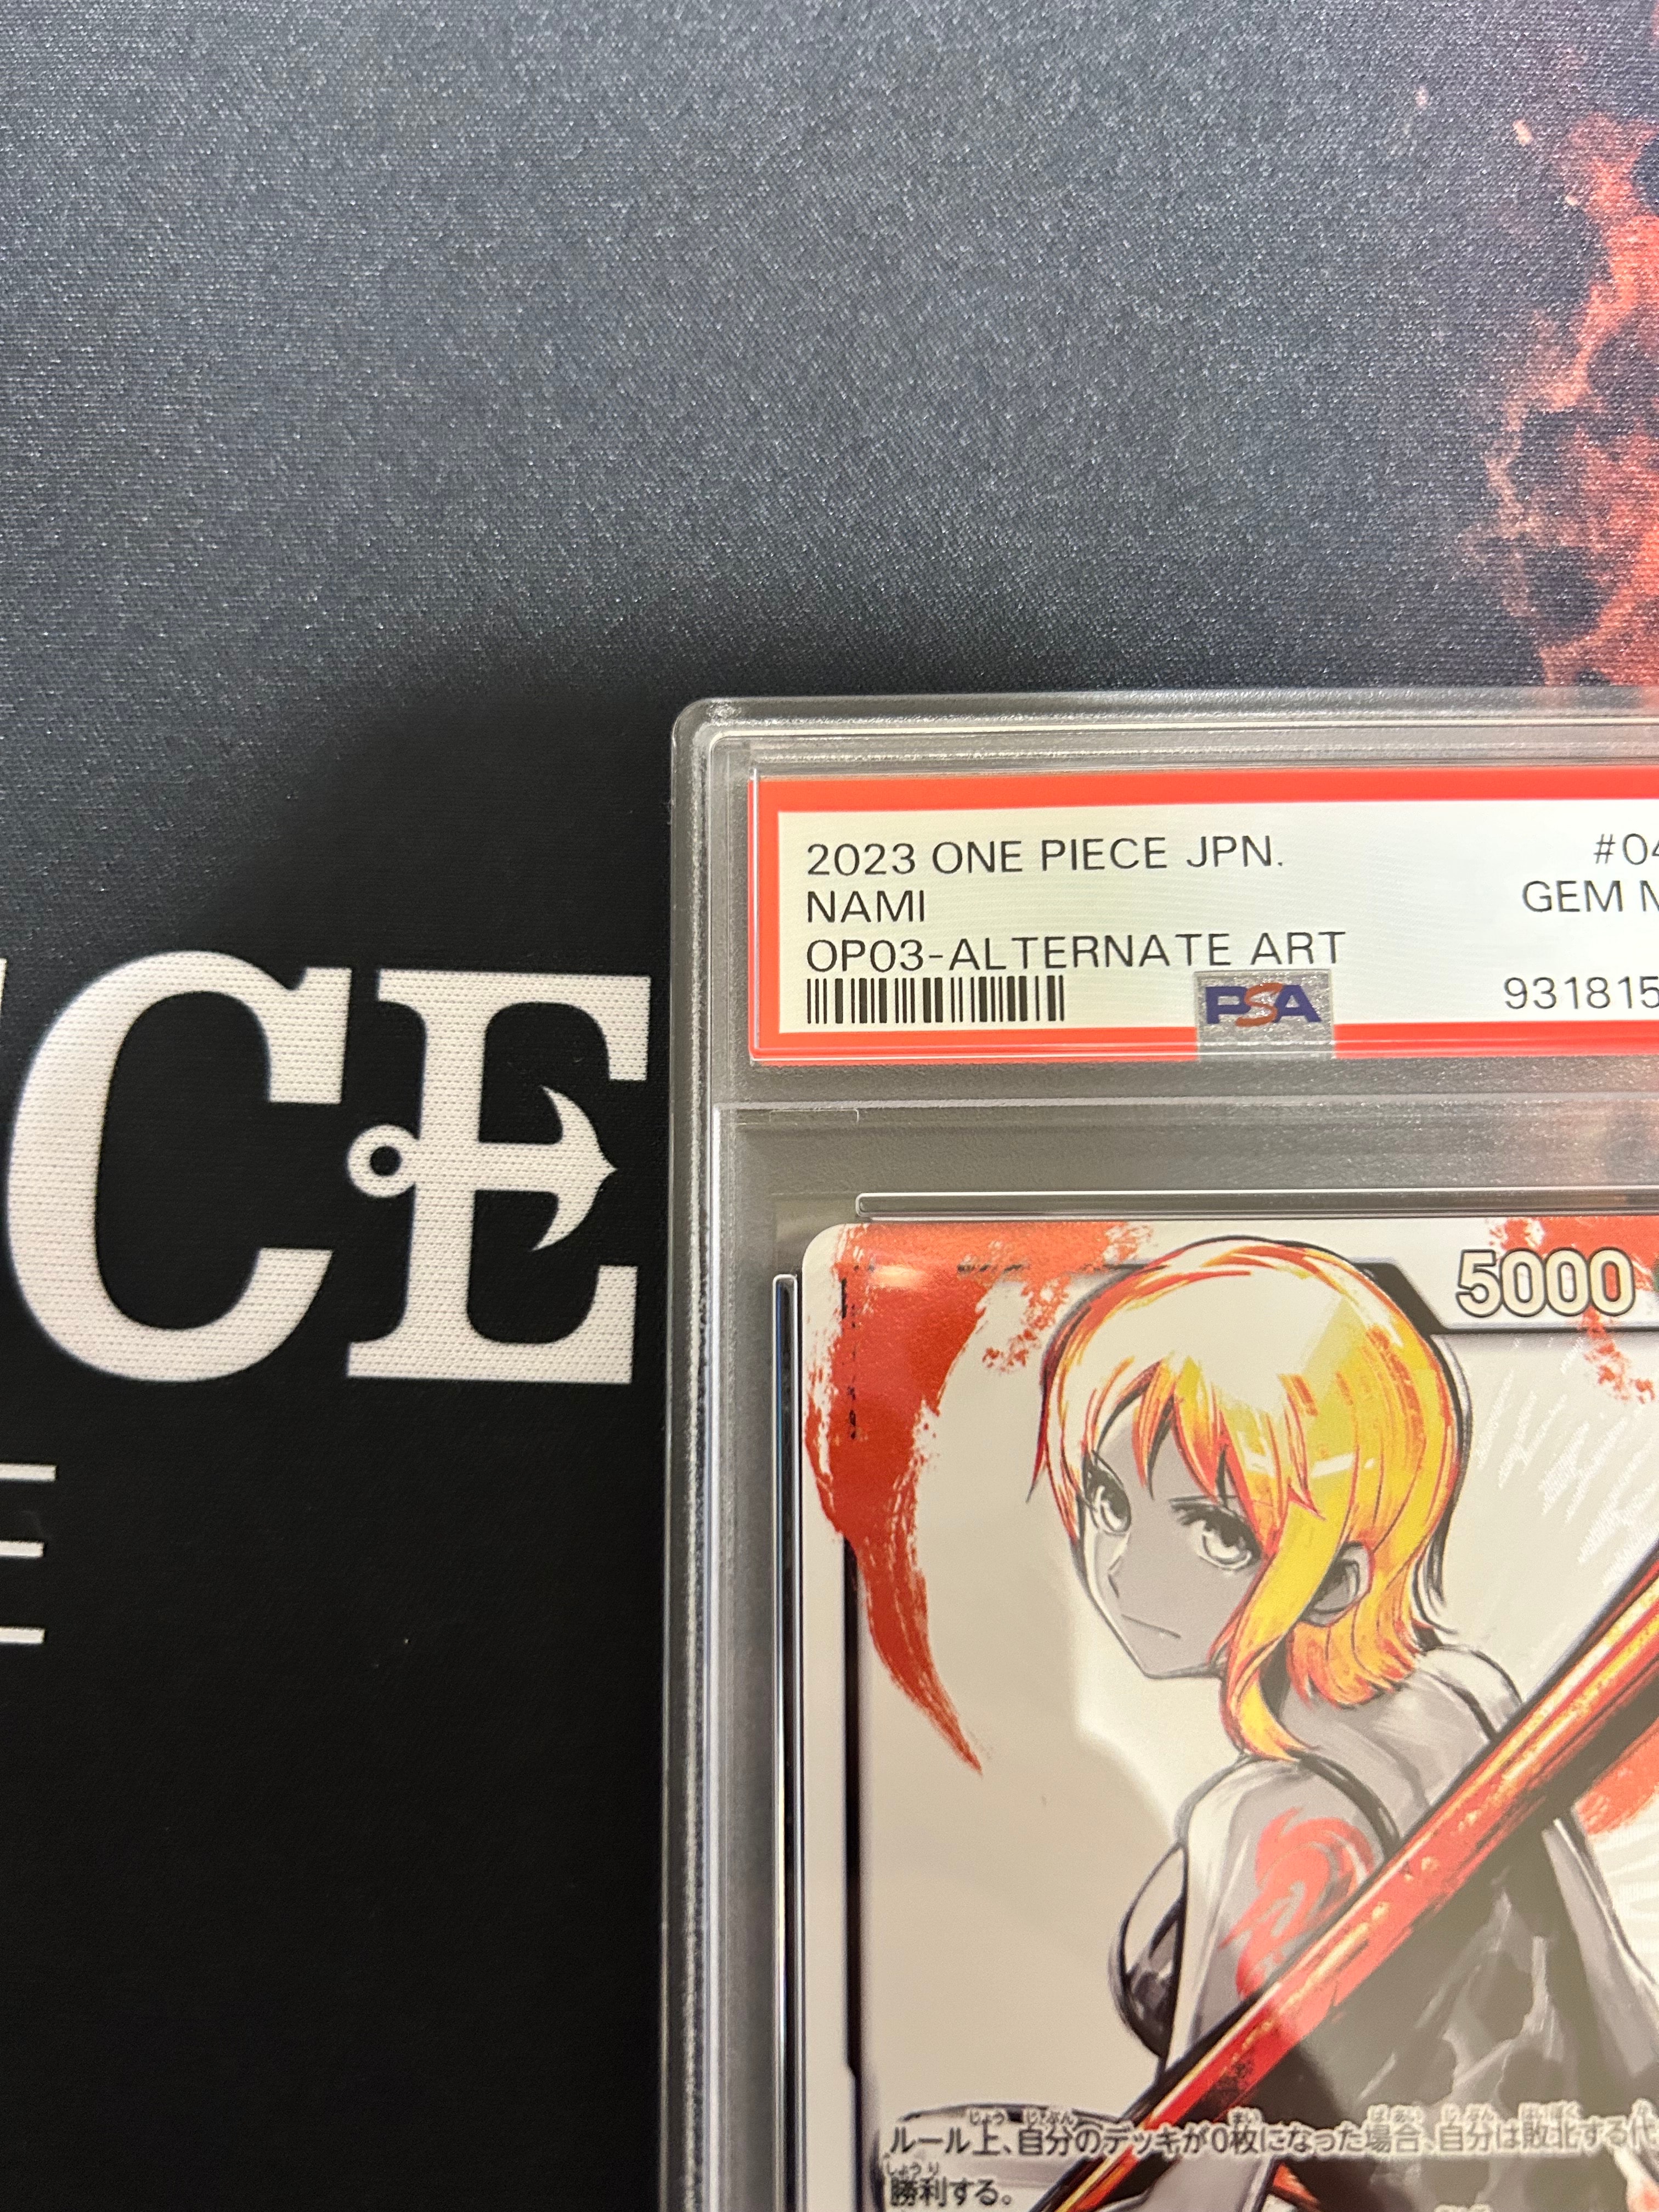 2023 ONE PIECE JPN.
#04
NAMI
GEM M
OP03-ALTERNATE ART
PSA
931815
CE
5000
ルール上、自分のデッキが0枚になった場合、自分は敗北する代
勝利する。